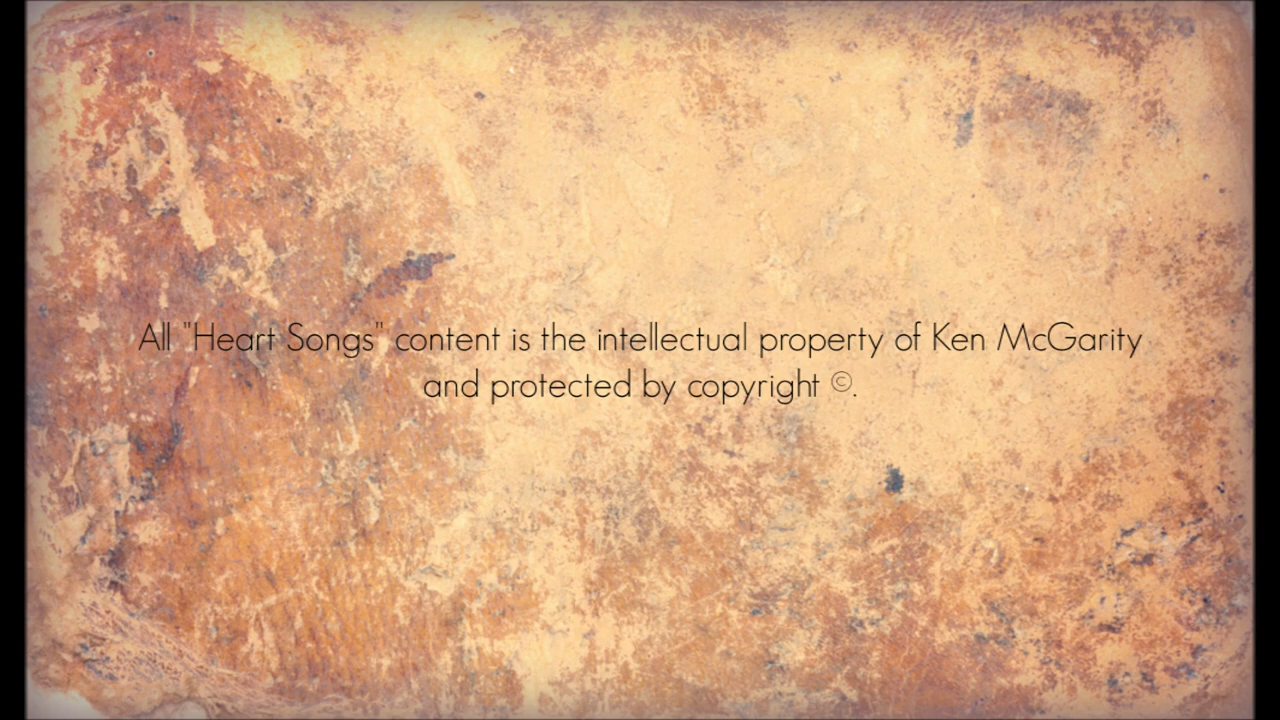 All "Heart Songs" content is the intellectual property of Ken McGarity
and protected by copyright ©.